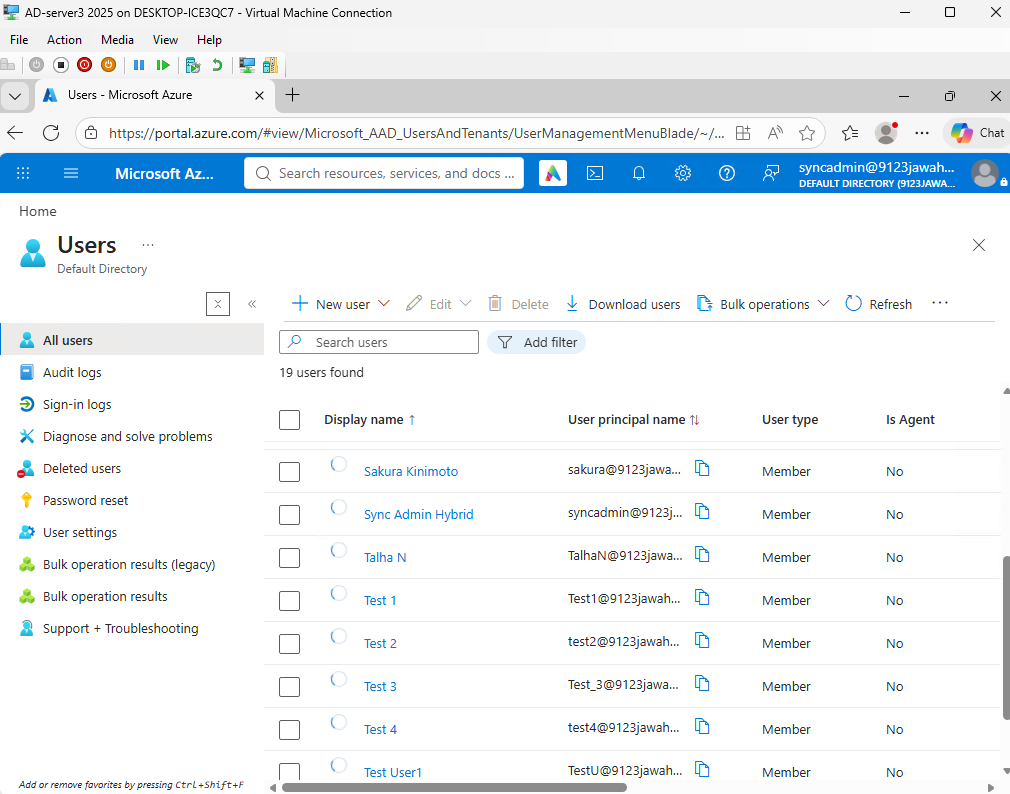 AD-server3 2025 on DESKTOP-ICE3QC7 - Virtual Machine Connection
File Action Media View Help
Users - Microsoft Azure
https://portal.azure.com/#view/Microsoft_AAD_UsersAndTenants/UserManagementMenuBlade/~/...
Chat
Microsoft Az...
Search resources, services, and docs ...
syncadmin@9123jawah...
DEFAULT DIRECTORY (9123JAWA...
Home
Users ...
Default Directory
New user Edit Delete Download users Bulk operations Refresh ...
All users
Audit logs
Sign-in logs
Diagnose and solve problems
Deleted users
Password reset
User settings
Bulk operation results (legacy)
Bulk operation results
Support + Troubleshooting
Add or remove favorites by pressing Ctrl+Shift+F
Search users Add filter
19 users found
Display name ↑ User principal name ↑↓ User type Is Agent
Sakura Kinimoto sakura@9123jawa... Member No
Sync Admin Hybrid syncadmin@9123j... Member No
Talha N TalhaN@9123jawa... Member No
Test 1 Test1@9123jawah... Member No
Test 2 test2@9123jawah... Member No
Test 3 Test_3@9123jawa... Member No
Test 4 test4@9123jawah... Member No
Test User1 TestU@9123jawah... Member No